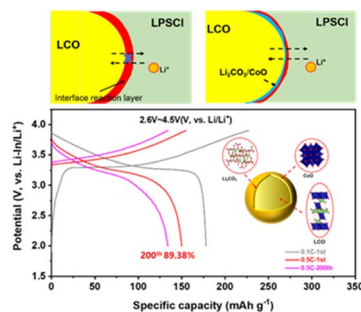 LPSCl
LCO
Li⁺
Interface reaction layer
LPSCl
LCO
Li⁺
Li₂CO₃/CoO
2.6V~4.5V(V, vs. Li/Li⁺)
Potential (V, vs. Li-In/Li⁺)
4.0
3.5
3.0
2.5
2.0
1.5
Li₂CO₃
CoO
LCO
0.1C-1st
0.5C-1st
0.5C-200th
200th 89.38%
0 50 100 150 200 250 300 350
Specific capacity (mAh g⁻¹)